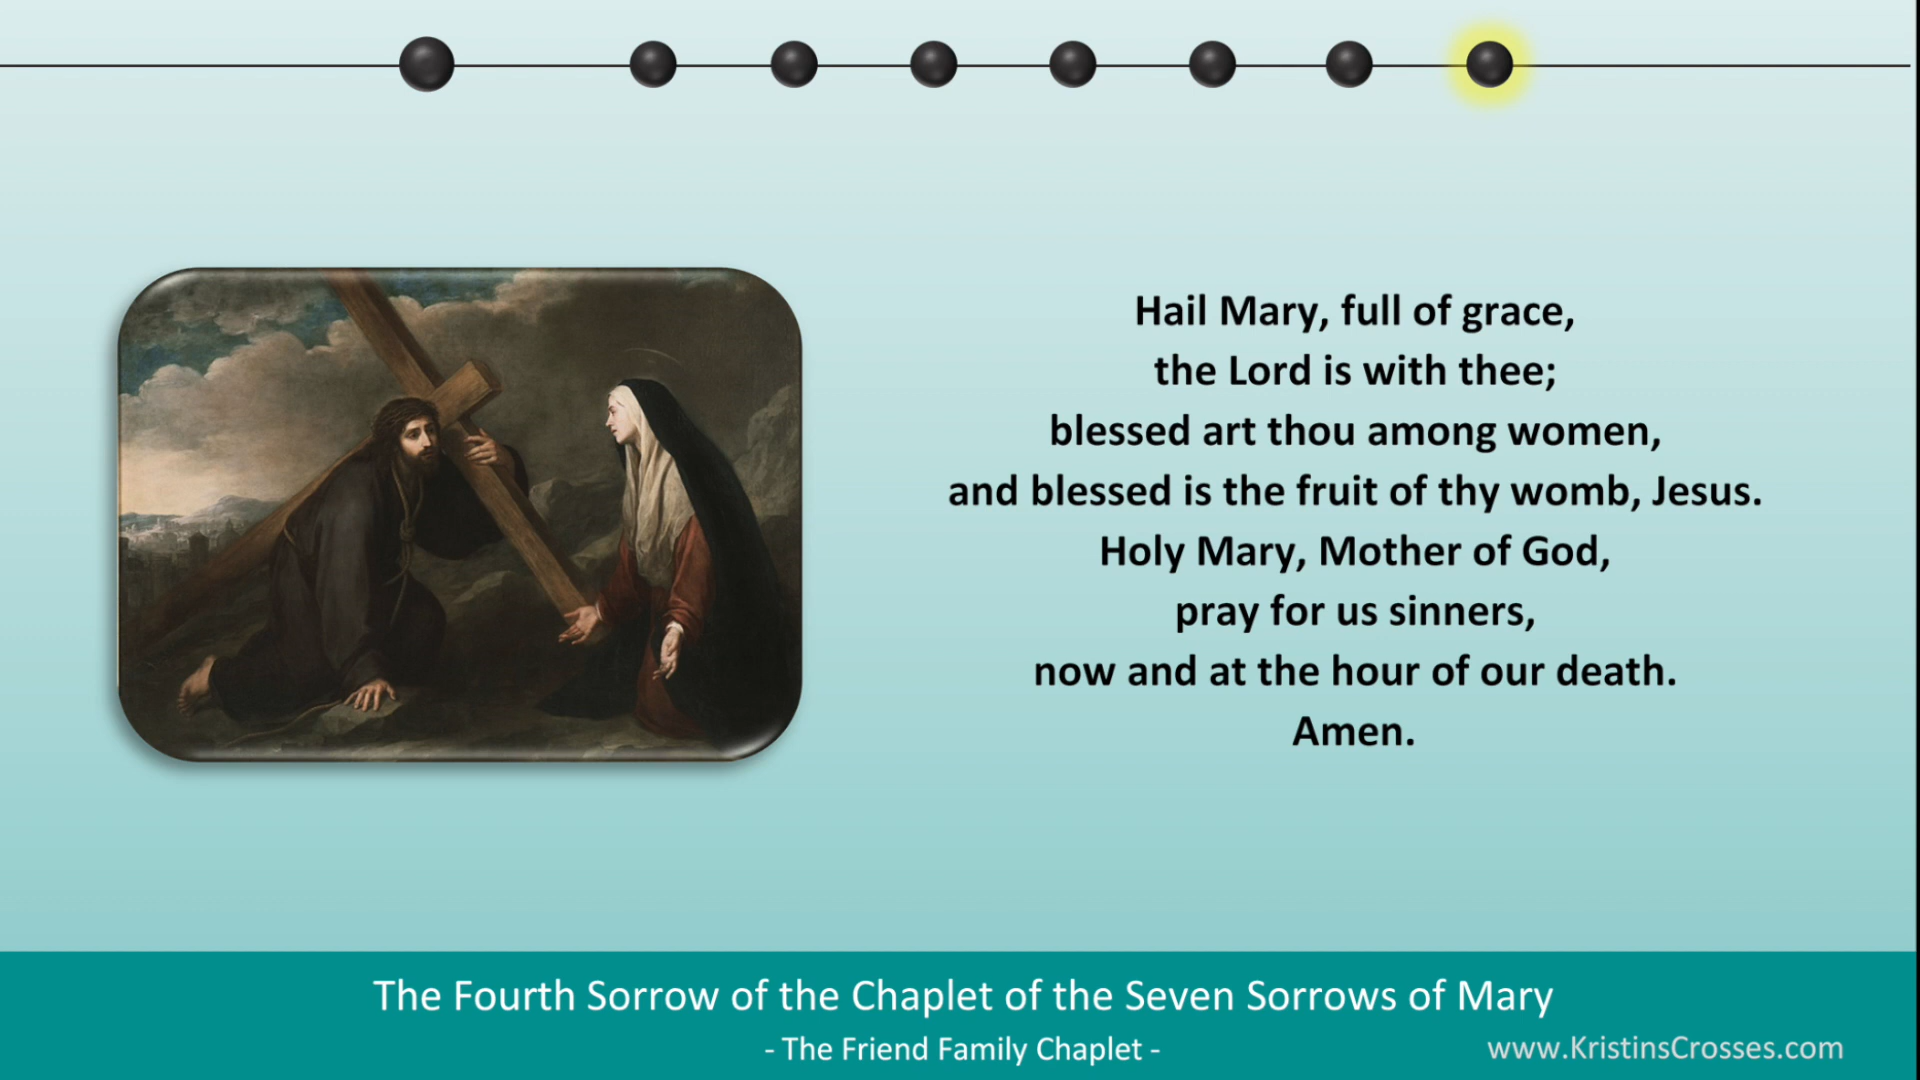 Hail Mary, full of grace,
the Lord is with thee;
blessed art thou among women,
and blessed is the fruit of thy womb, Jesus.
Holy Mary, Mother of God,
pray for us sinners,
now and at the hour of our death.
Amen.
The Fourth Sorrow of the Chaplet of the Seven Sorrows of Mary
- The Friend Family Chaplet -
www.KristinsCrosses.com